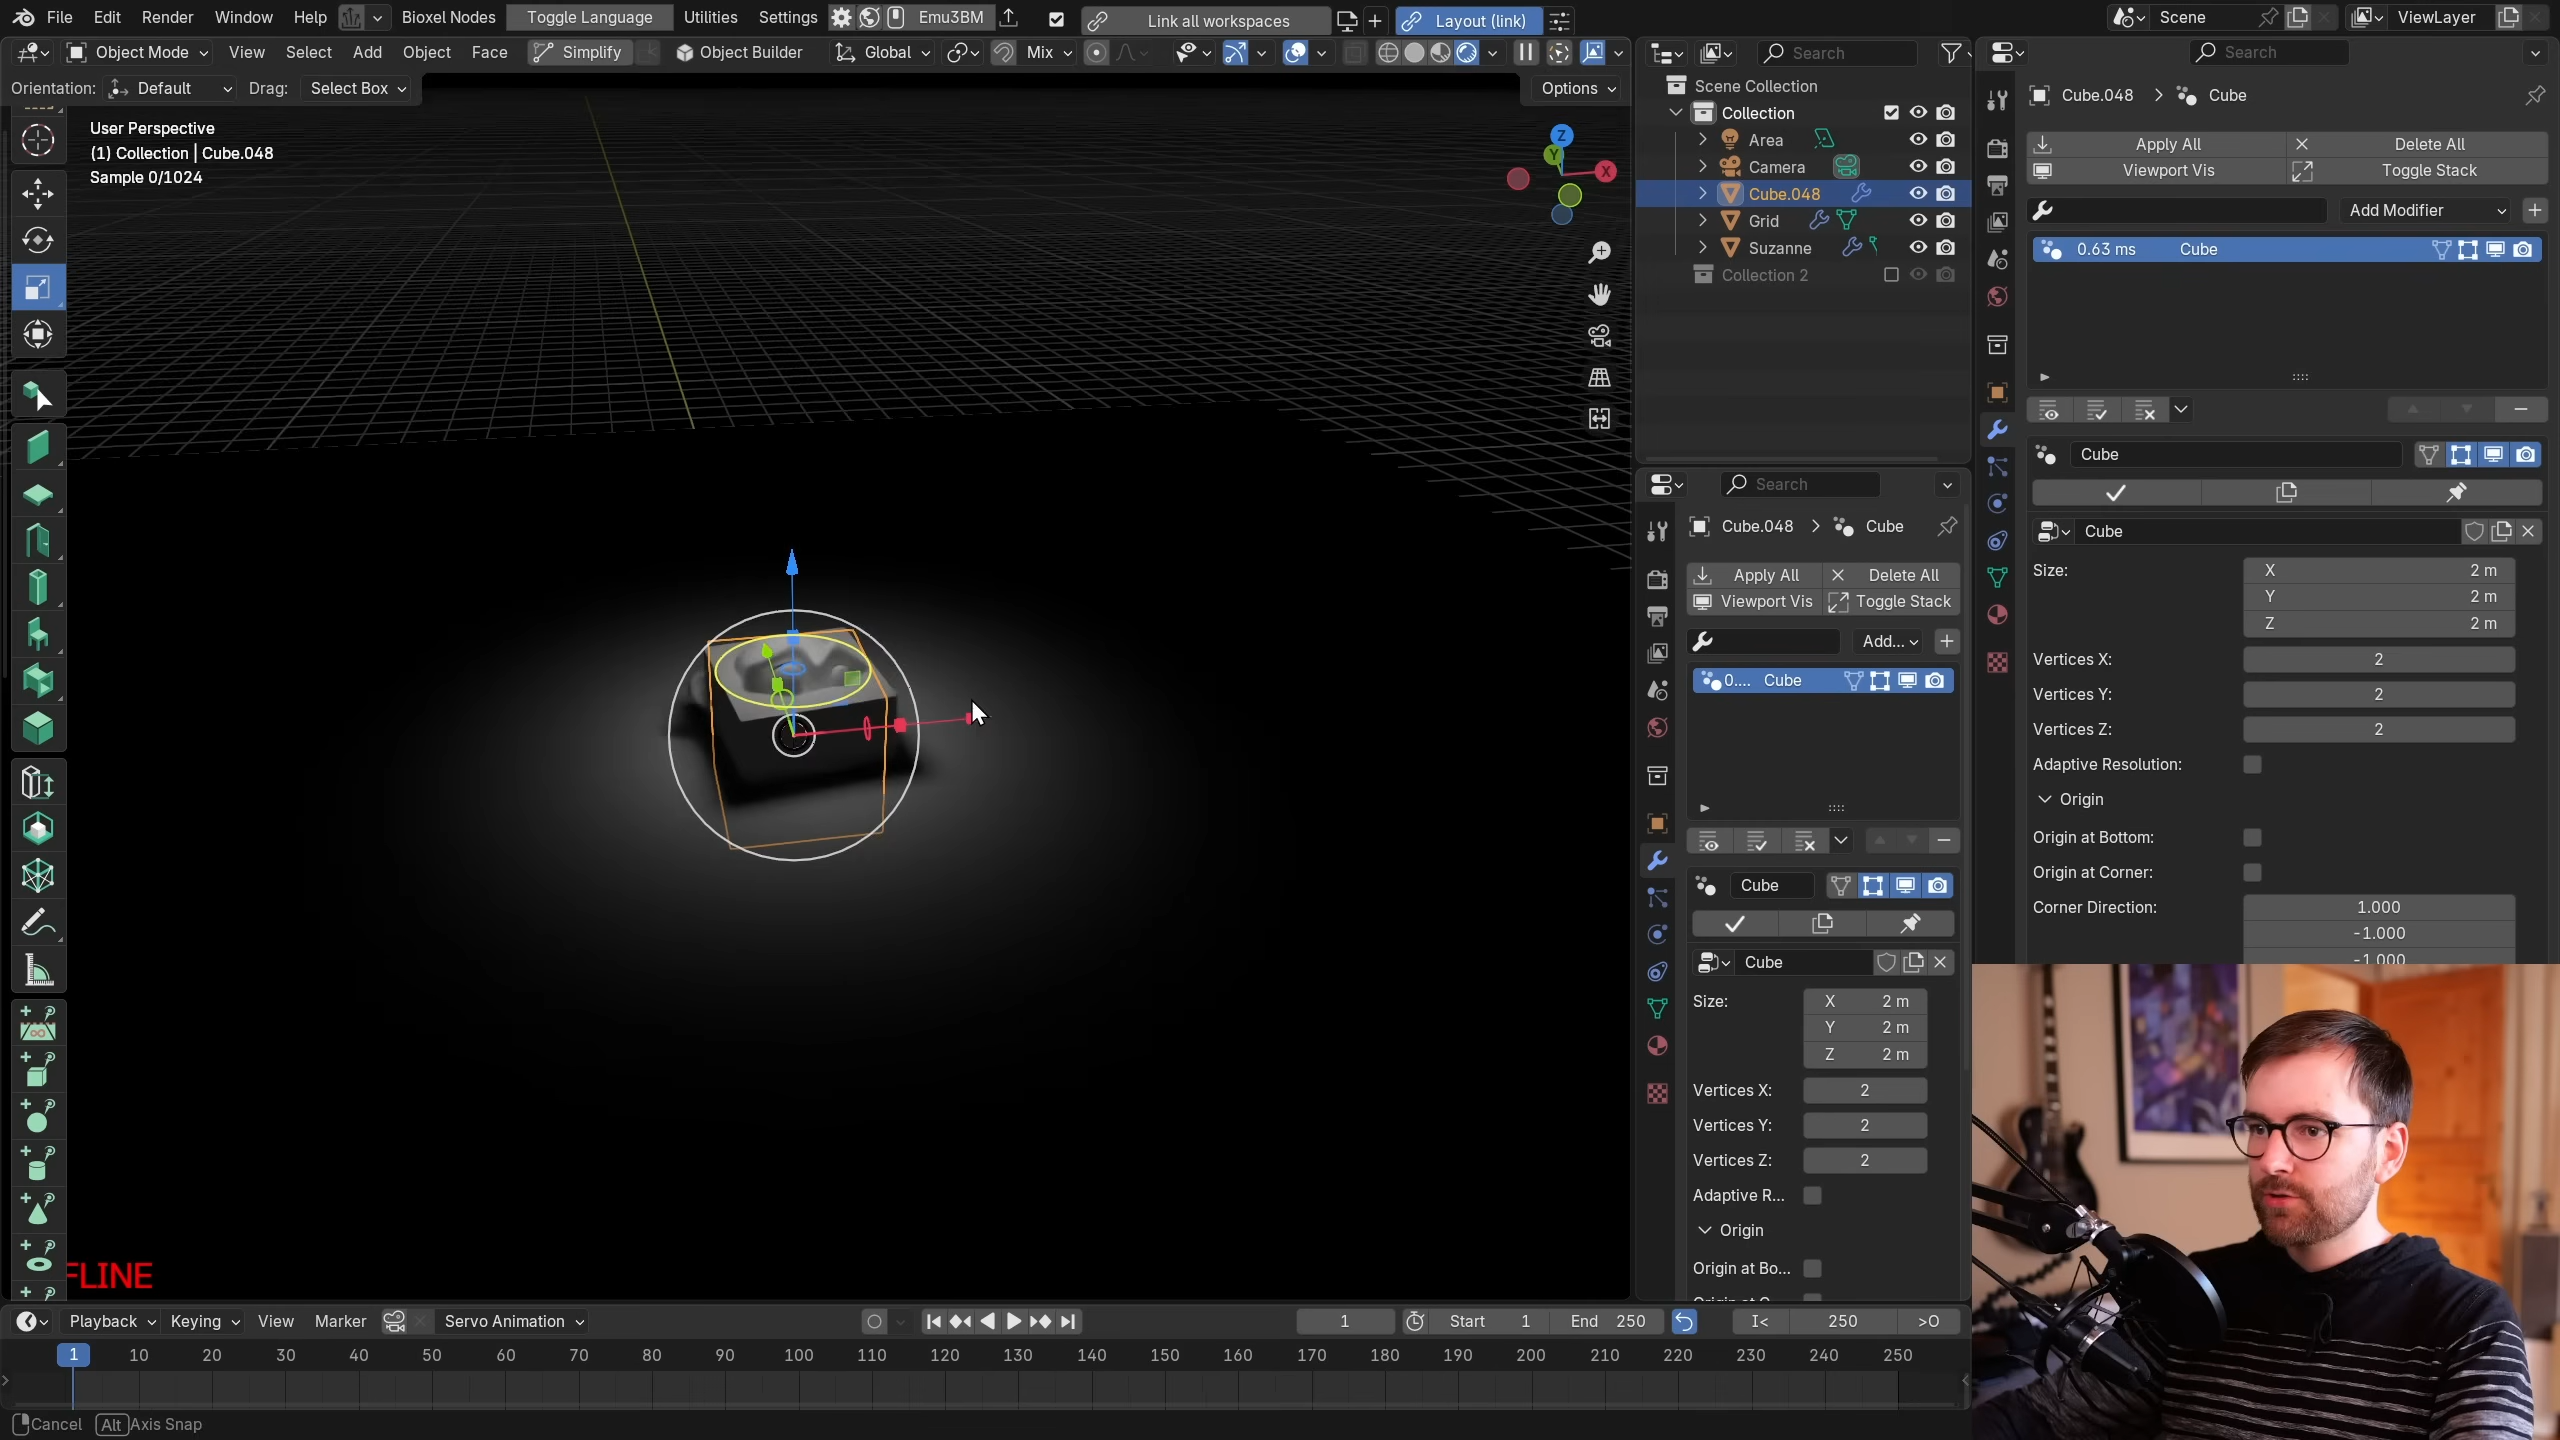 File Edit Render Window Help Bioxel Nodes Toggle Language Utilities Settings Emu3BM Link all workspaces Layout (link) Scene ViewLayer
Object Mode View Select Add Object Face Simplify Object Builder Global Mix
Orientation: Default Drag: Select Box Options
User Perspective
(1) Collection | Cube.048
Sample 0/1024
Z
Y
X
FLINE
Search
Scene Collection
Collection
Area
Camera
Cube.048
Grid
Suzanne
Collection 2
Search
Cube.048 > Cube
Apply All Delete All
Viewport Vis Toggle Stack
Add...
0.... Cube
Cube
Cube
Size: X 2 m
Y 2 m
Z 2 m
Vertices X: 2
Vertices Y: 2
Vertices Z: 2
Adaptive R...
Origin
Origin at Bo...
Search
Cube.048 > Cube
Apply All Delete All
Viewport Vis Toggle Stack
Add Modifier
0.63 ms Cube
Cube
Cube
Size: X 2 m
Y 2 m
Z 2 m
Vertices X: 2
Vertices Y: 2
Vertices Z: 2
Adaptive Resolution:
Origin
Origin at Bottom:
Origin at Corner:
Corner Direction: 1.000
-1.000
-1.000
Playback Keying View Marker Servo Animation 1 Start 1 End 250 I< 250 >O
1 10 20 30 40 50 60 70 80 90 100 110 120 130 140 150 160 170 180 190 200 210 220 230 240 250
Cancel Alt Axis Snap